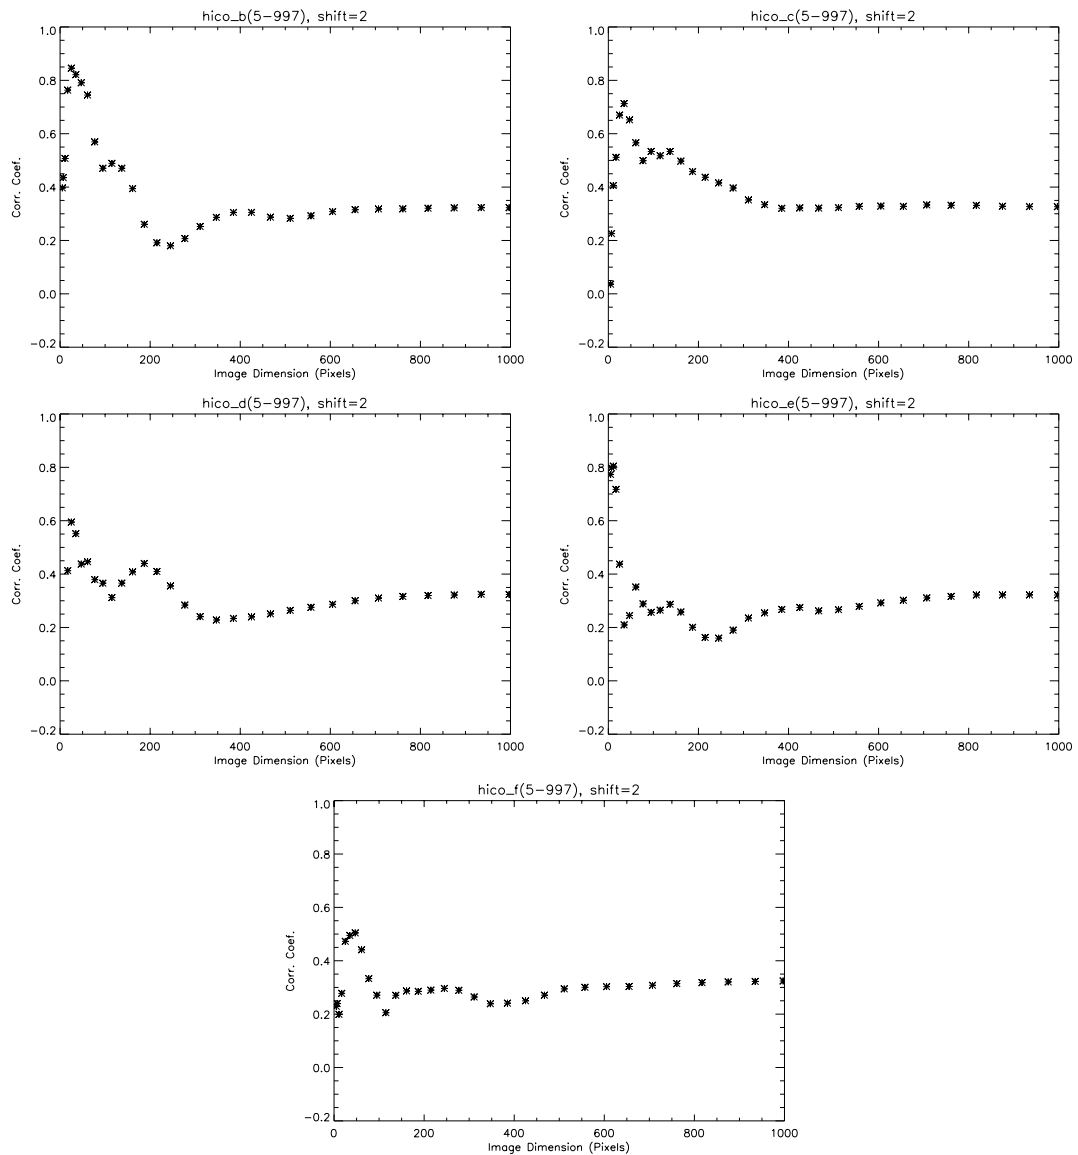 hico_b(5-997), shift=2
1.0
0.8
0.6
0.4
0.2
0.0
-0.2
Corr. Coef.
0 200 400 600 800 1000
Image Dimension (Pixels)
hico_c(5-997), shift=2
1.0
0.8
0.6
0.4
0.2
0.0
-0.2
Corr. Coef.
0 200 400 600 800 1000
Image Dimension (Pixels)
hico_d(5-997), shift=2
1.0
0.8
0.6
0.4
0.2
0.0
-0.2
Corr. Coef.
0 200 400 600 800 1000
Image Dimension (Pixels)
hico_e(5-997), shift=2
1.0
0.8
0.6
0.4
0.2
0.0
-0.2
Corr. Coef.
0 200 400 600 800 1000
Image Dimension (Pixels)
hico_f(5-997), shift=2
1.0
0.8
0.6
0.4
0.2
0.0
-0.2
Corr. Coef.
0 200 400 600 800 1000
Image Dimension (Pixels)